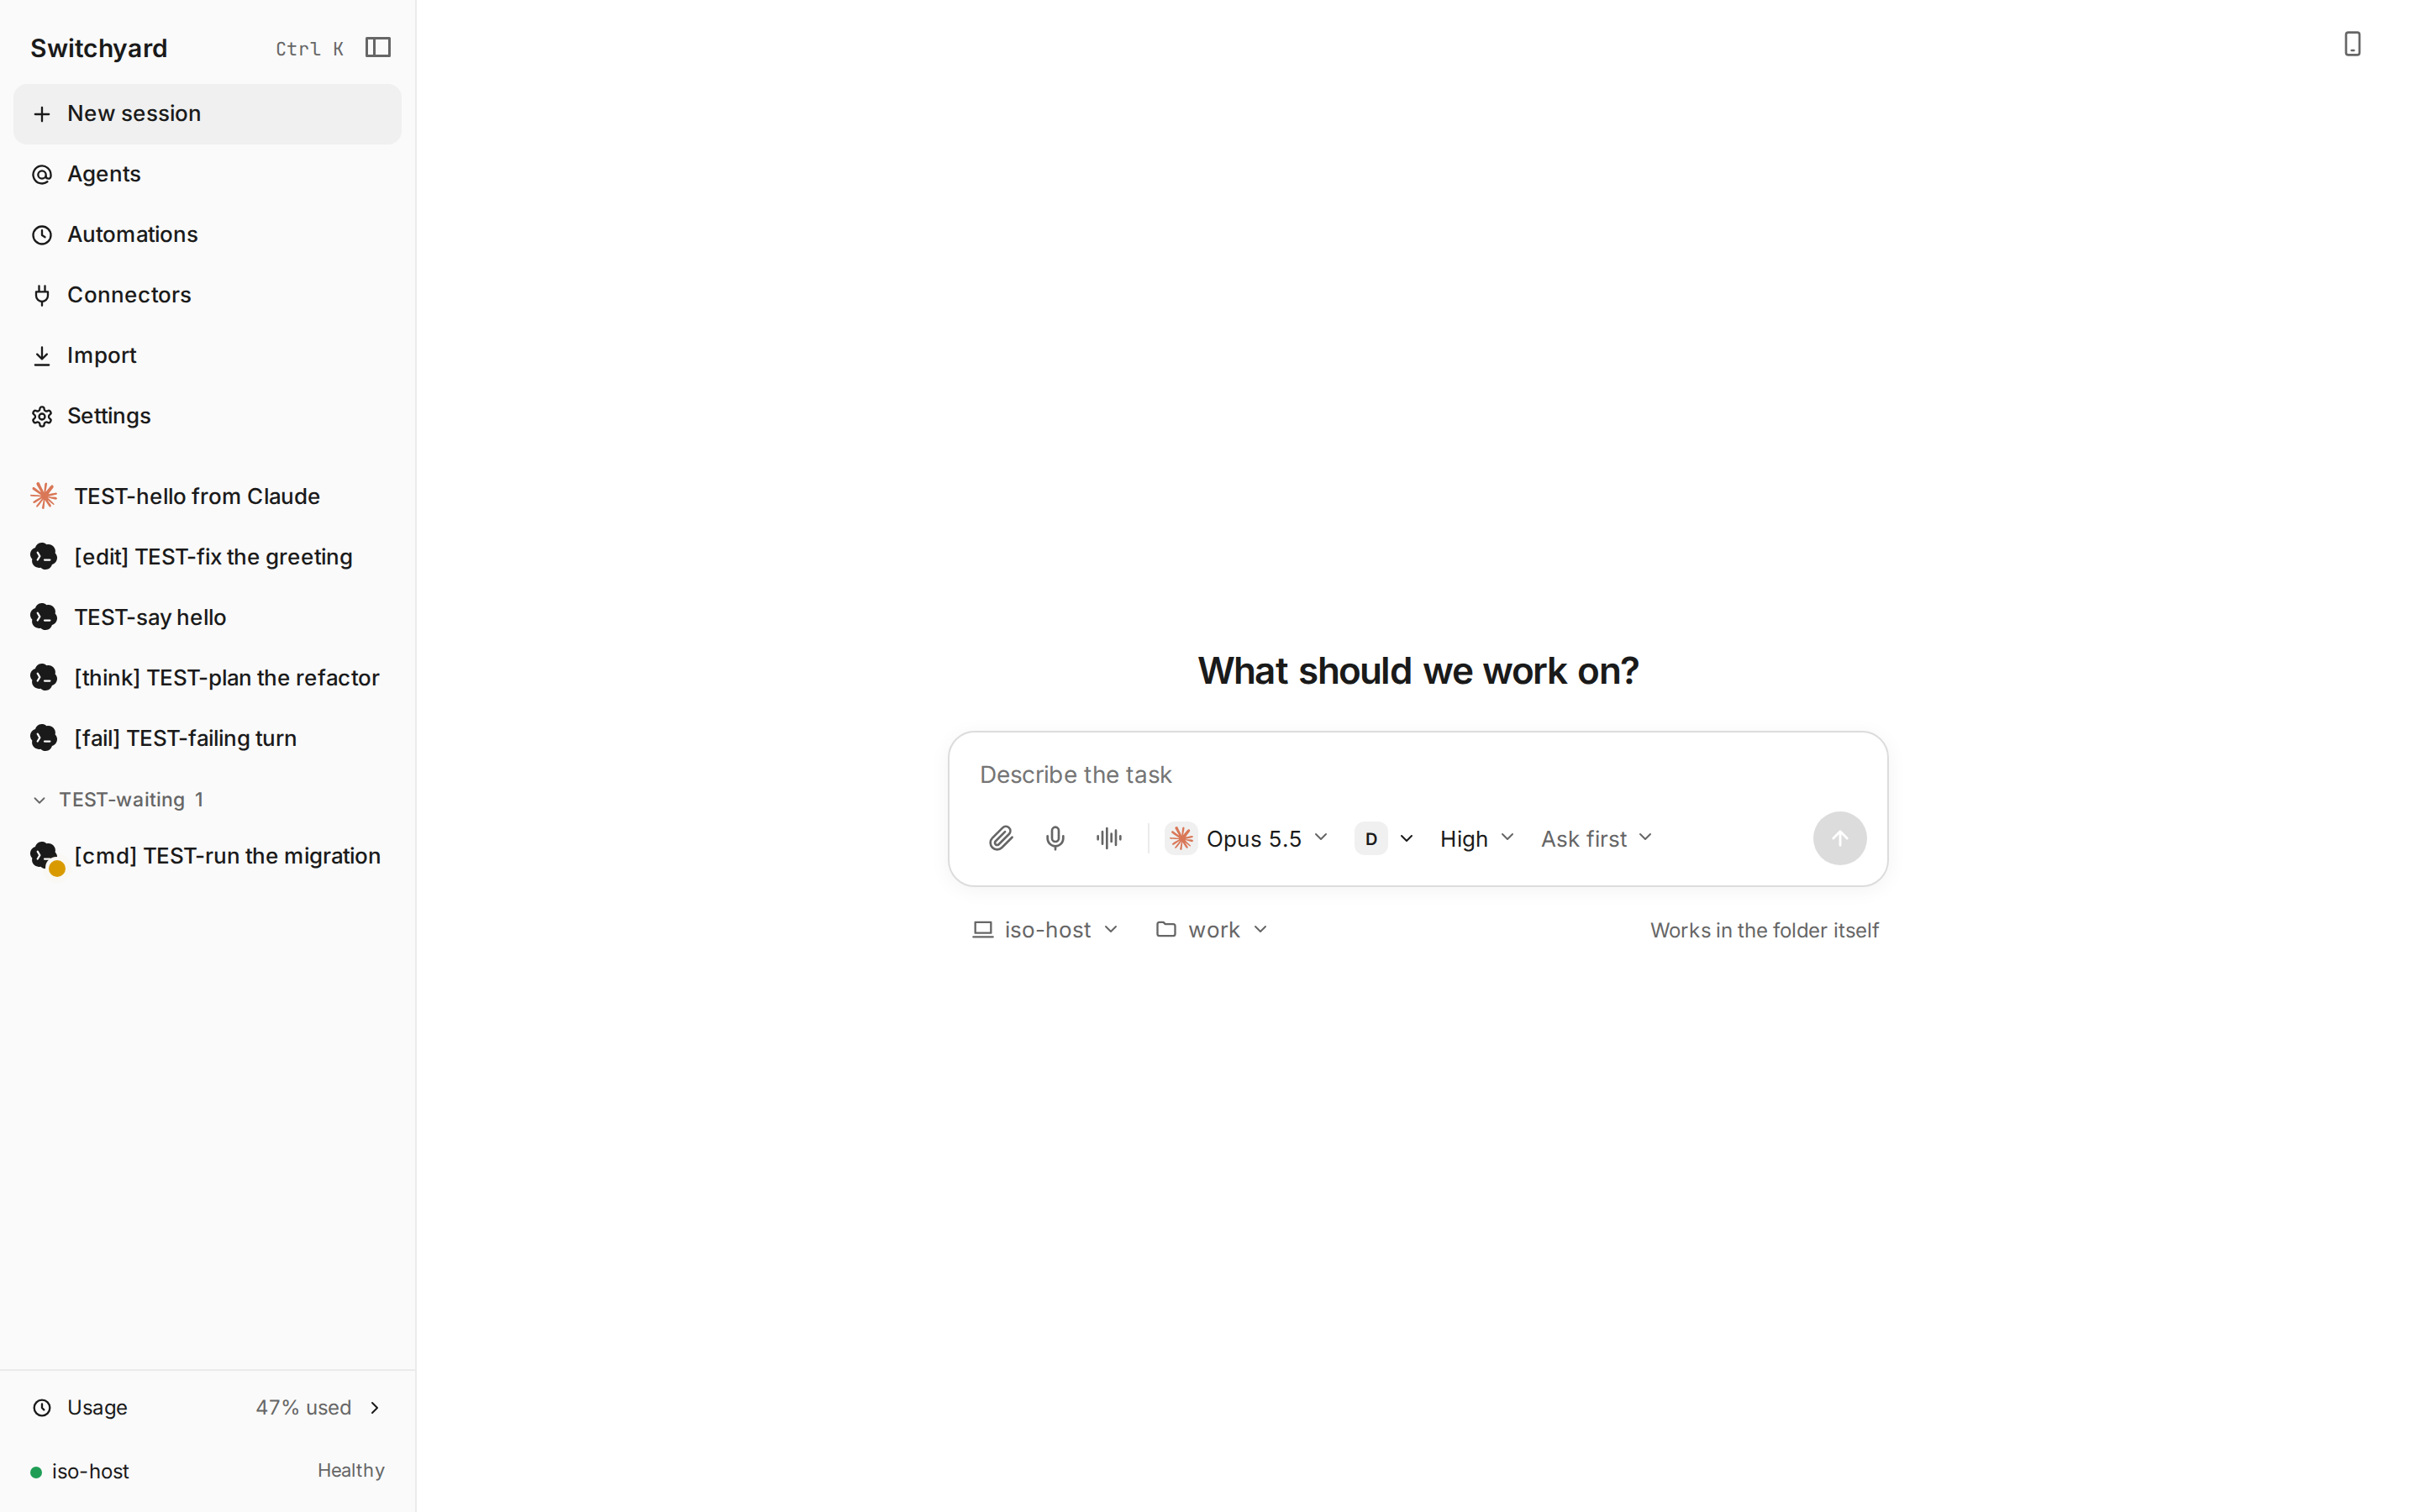 Switchyard Ctrl K
New session
Agents
Automations
Connectors
Import
Settings
TEST-hello from Claude
[edit] TEST-fix the greeting
TEST-say hello
[think] TEST-plan the refactor
[fail] TEST-failing turn
TEST-waiting 1
[cmd] TEST-run the migration
Usage 47% used
iso-host Healthy
What should we work on?
Describe the task
Opus 5.5 D High Ask first
iso-host work Works in the folder itself